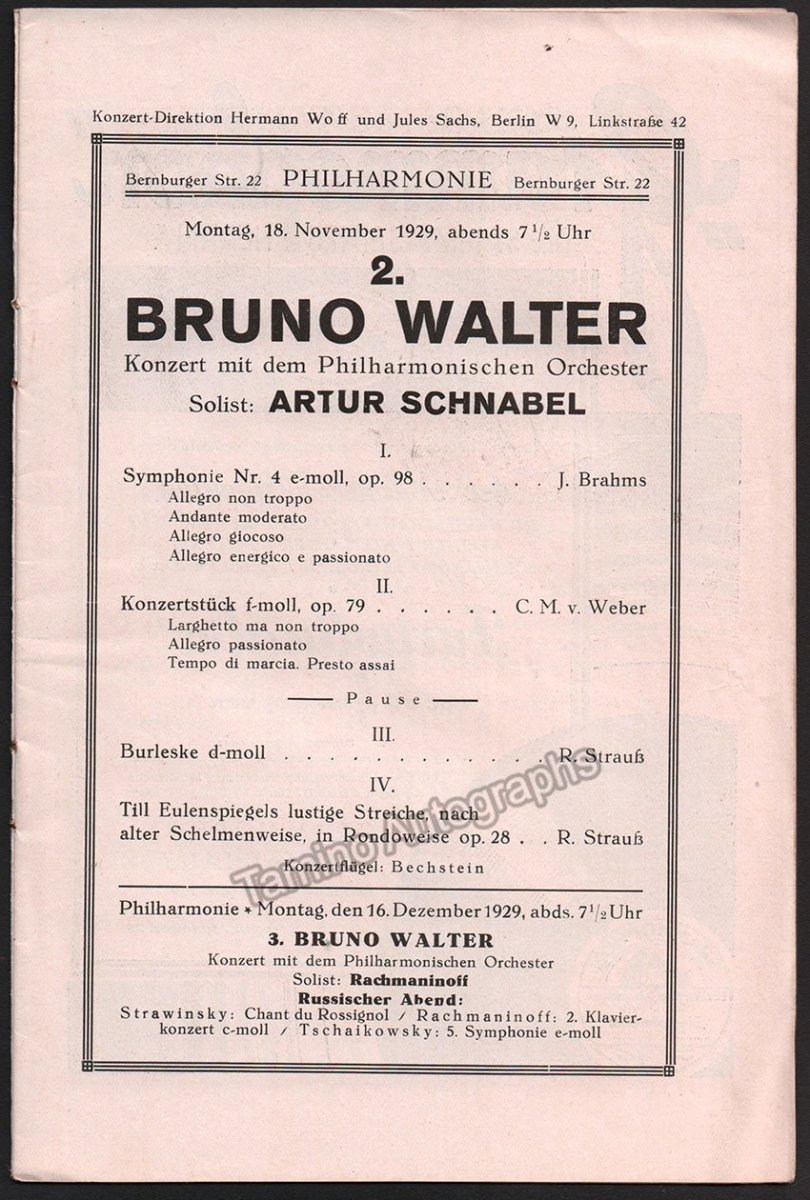 Konzert-Direktion Hermann Wo ff und Jules Sachs, Berlin W 9, Linkstraße 42
Bernburger Str. 22 PHILHARMONIE Bernburger Str. 22
Montag, 18. November 1929, abends 7 1/2 Uhr
2.
BRUNO WALTER
Konzert mit dem Philharmonischen Orchester
Solist: ARTUR SCHNABEL
I.
Symphonie Nr. 4 e-moll, op. 98 . . . . . . J. Brahms
Allegro non troppo
Andante moderato
Allegro giocoso
Allegro energico e passionato
II.
Konzertstück f-moll, op. 79 . . . . . . C. M. v. Weber
Larghetto ma non troppo
Allegro passionato
Tempo di marcia. Presto assai
Pause
III.
Burleske d-moll . . . . . . . . . . . . . R. Strauß
IV.
Till Eulenspiegels lustige Streiche, nach
alter Schelmenweise, in Rondoweise op. 28 . . R. Strauß
Konzertflügel: Bechstein
Tamino Autographs
Philharmonie * Montag, den 16. Dezember 1929, abds. 7 1/2 Uhr
3. BRUNO WALTER
Konzert mit dem Philharmonischen Orchester
Solist: Rachmaninoff
Russischer Abend:
Strawinsky: Chant du Rossignol / Rachmaninoff: 2. Klavier-
konzert c-moll / Tschaikowsky: 5. Symphonie e-moll